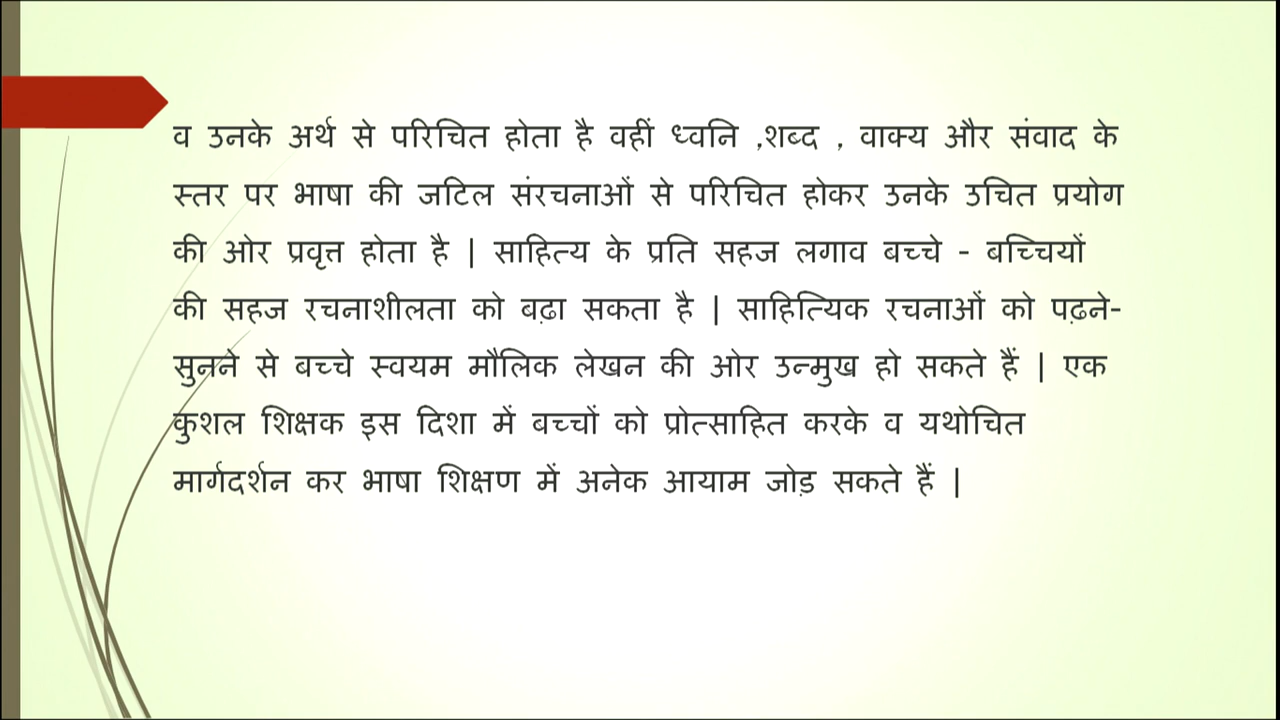 व उनके अर्थ से परिचित होता है वहीं ध्वनि ,शब्द , वाक्य और संवाद के
स्तर पर भाषा की जटिल संरचनाओं से परिचित होकर उनके उचित प्रयोग
की ओर प्रवृत्त होता है | साहित्य के प्रति सहज लगाव बच्चे - बच्चियों
की सहज रचनाशीलता को बढ़ा सकता है | साहित्यिक रचनाओं को पढ़ने-
सुनने से बच्चे स्वयम मौलिक लेखन की ओर उन्मुख हो सकते हैं | एक
कुशल शिक्षक इस दिशा में बच्चों को प्रोत्साहित करके व यथोचित
मार्गदर्शन कर भाषा शिक्षण में अनेक आयाम जोड़ सकते हैं |